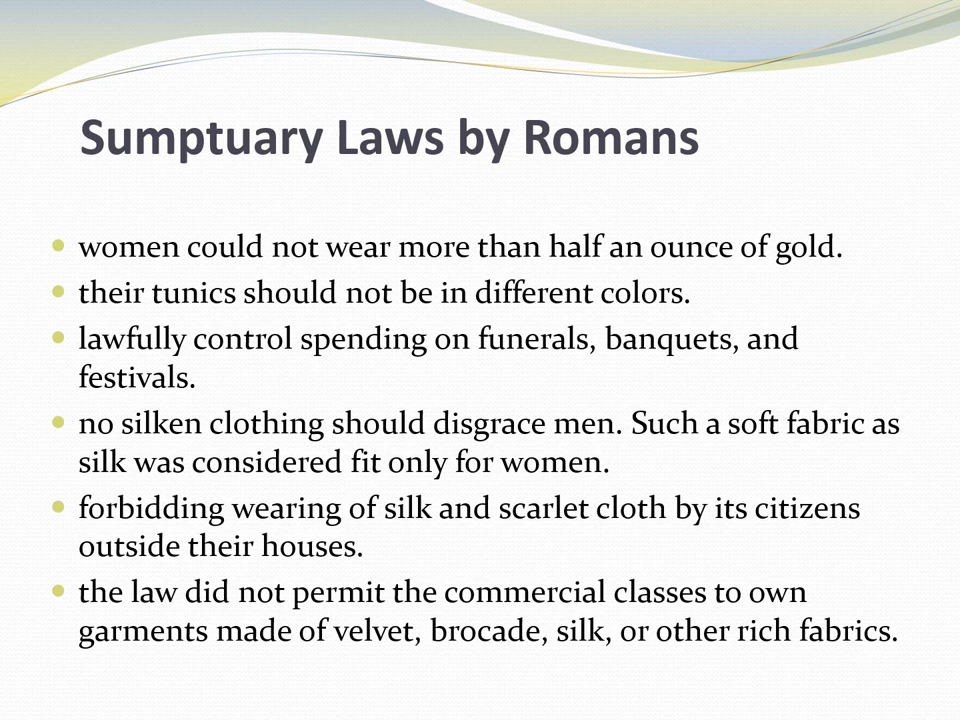 Sumptuary Laws by Romans
women could not wear more than half an ounce of gold.
their tunics should not be in different colors.
lawfully control spending on funerals, banquets, and
festivals.
no silken clothing should disgrace men. Such a soft fabric as
silk was considered fit only for women.
forbidding wearing of silk and scarlet cloth by its citizens
outside their houses.
the law did not permit the commercial classes to own
garments made of velvet, brocade, silk, or other rich fabrics.